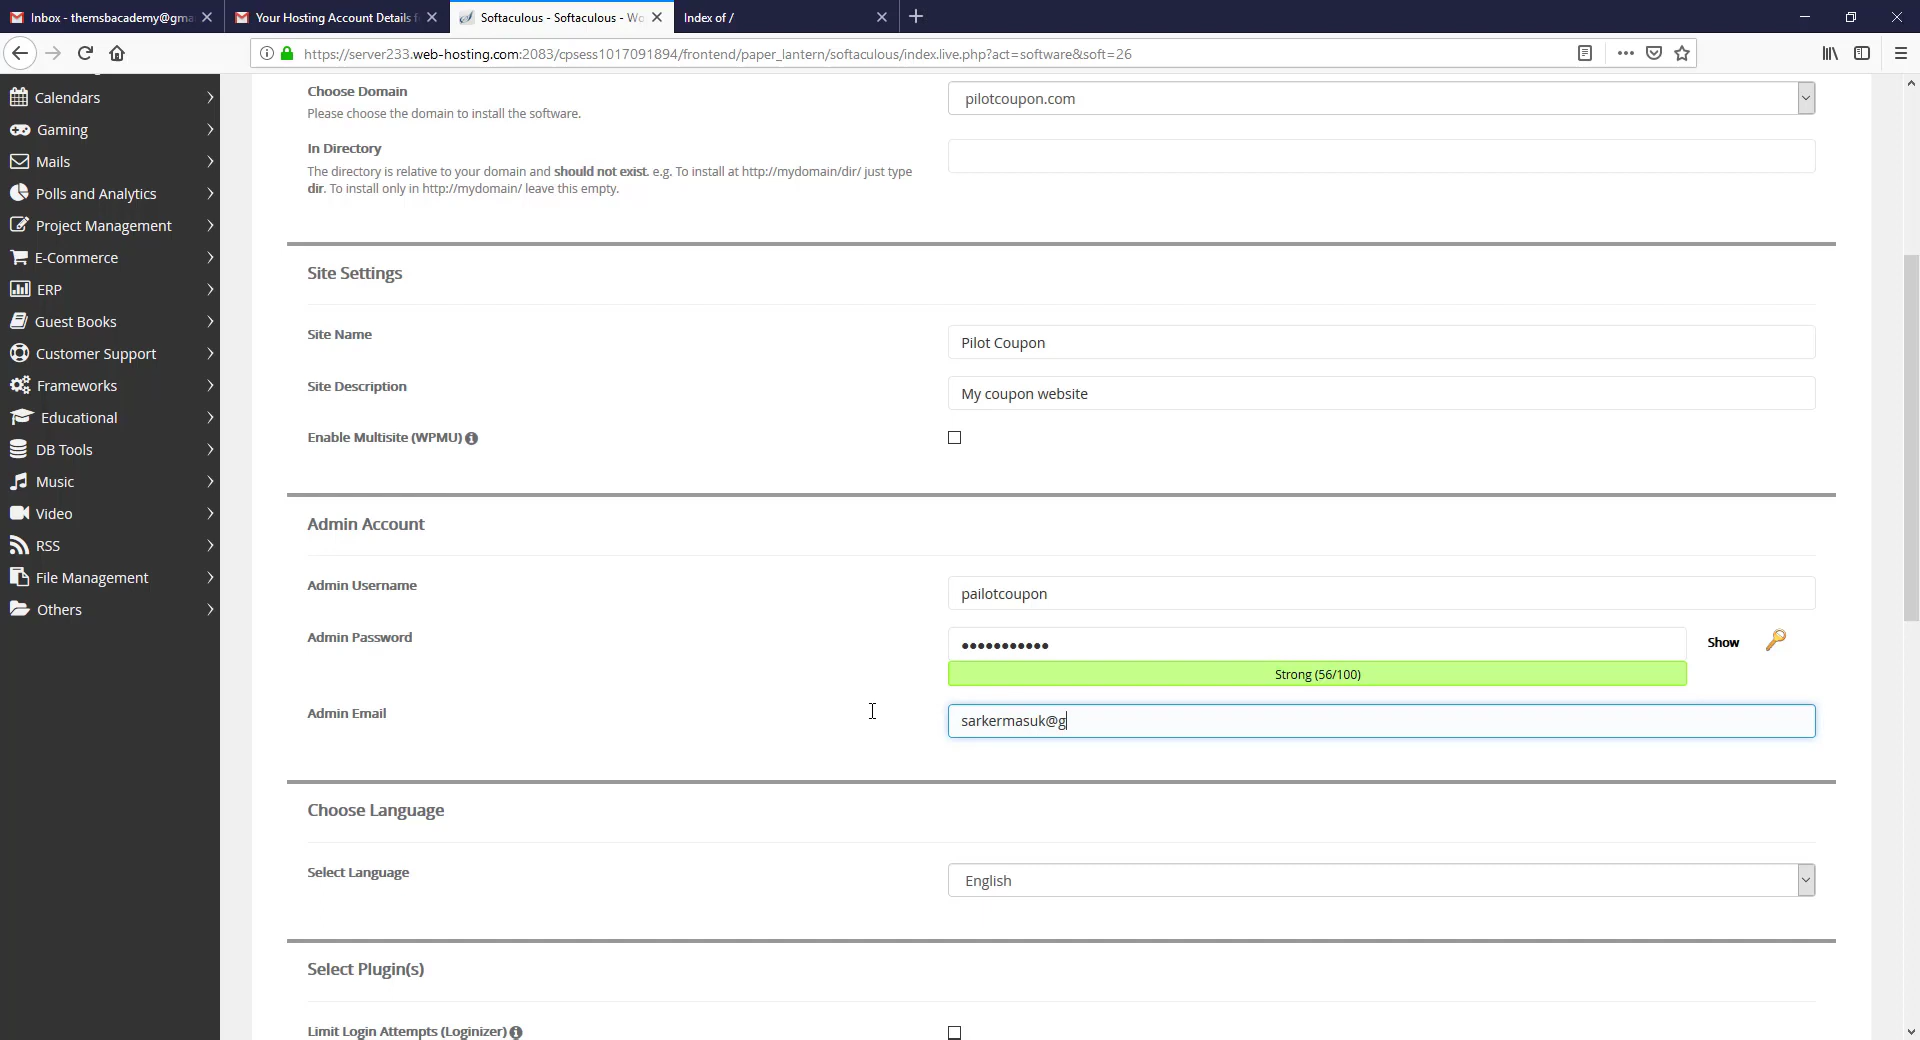 Inbox - themsbacademy@gma
Your Hosting Account Details f
Softaculous - Softaculous - Wo
Index of /
https://server233.web-hosting.com:2083/cpsess1017091894/frontend/paper_lantern/softaculous/index.live.php?act=software&soft=26
Calendars
Gaming
Mails
Polls and Analytics
Project Management
E-Commerce
ERP
Guest Books
Customer Support
Frameworks
Educational
DB Tools
Music
Video
RSS
File Management
Others
Choose Domain
Please choose the domain to install the software.
pilotcoupon.com
In Directory
The directory is relative to your domain and should not exist. e.g. To install at http://mydomain/dir/ just type
dir. To install only in http://mydomain/ leave this empty.
Site Settings
Site Name
Pilot Coupon
Site Description
My coupon website
Enable Multisite (WPMU)
Admin Account
Admin Username
pailotcoupon
Admin Password
•••••••••••
Show
Strong (56/100)
Admin Email
sarkermasuk@g
Choose Language
Select Language
English
Select Plugin(s)
Limit Login Attempts (Loginizer)